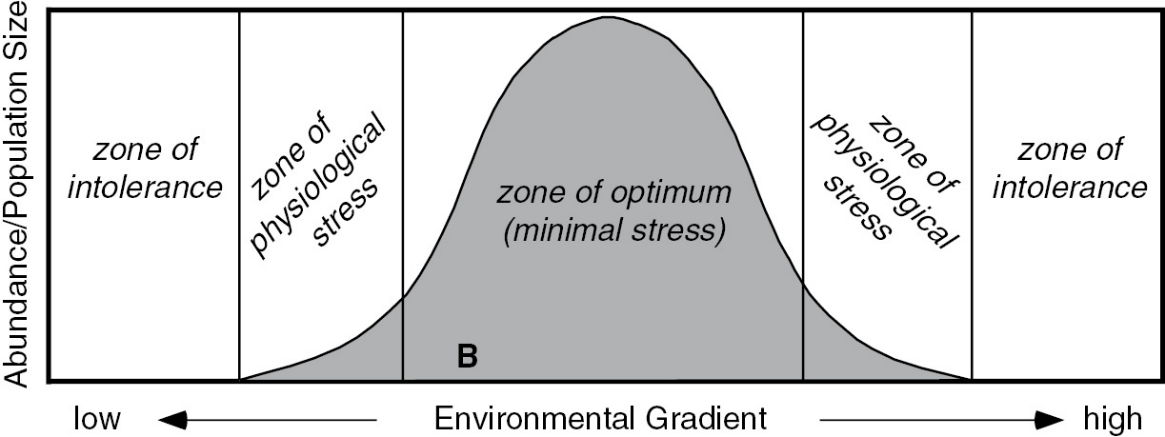 Abundance/Population Size
zone of
intolerance
zone of
physiological
stress
zone of optimum
(minimal stress)
zone of
physiological
stress
zone of
intolerance
B
low
Environmental Gradient
high